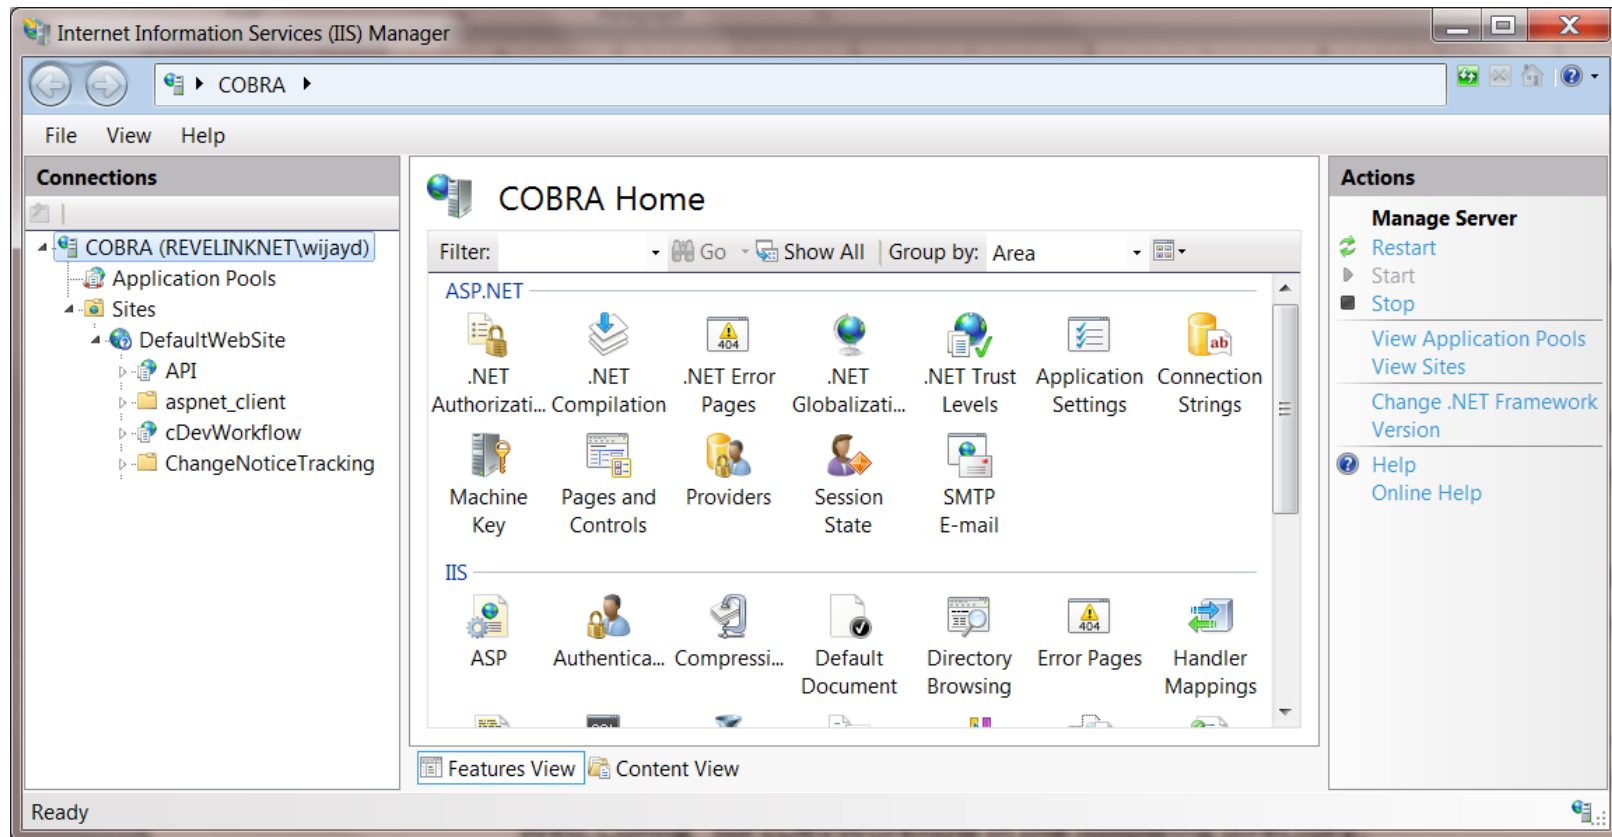 Internet Information Services (IIS) Manager
COBRA
File View Help
Connections
COBRA (REVELINKNET\wijayd)
Application Pools
Sites
DefaultWebSite
API
aspnet_client
cDevWorkflow
ChangeNoticeTracking
COBRA Home
Filter: Go Show All Group by: Area
ASP.NET
.NET Authorizati...
.NET Compilation
.NET Error Pages
.NET Globalizati...
.NET Trust Levels
Application Settings
Connection Strings
Machine Key
Pages and Controls
Providers
Session State
SMTP E-mail
IIS
ASP
Authentica...
Compressi...
Default Document
Directory Browsing
Error Pages
Handler Mappings
Features View Content View
Actions
Manage Server
Restart
Start
Stop
View Application Pools
View Sites
Change .NET Framework
Version
Help
Online Help
Ready